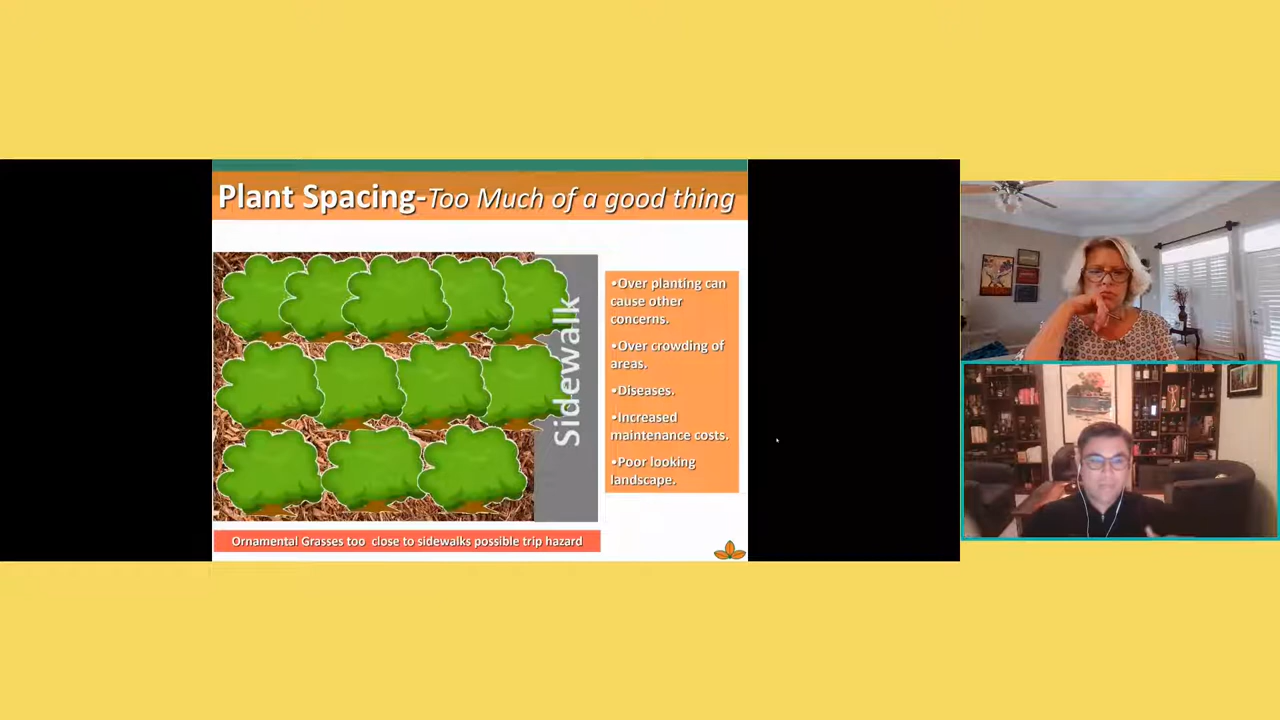 Plant Spacing-Too Much of a good thing
Sidewalk
•Over planting can
cause other
concerns.
•Over crowding of
areas.
•Diseases.
•Increased
maintenance costs.
•Poor looking
landscape.
Ornamental Grasses too close to sidewalks possible trip hazard